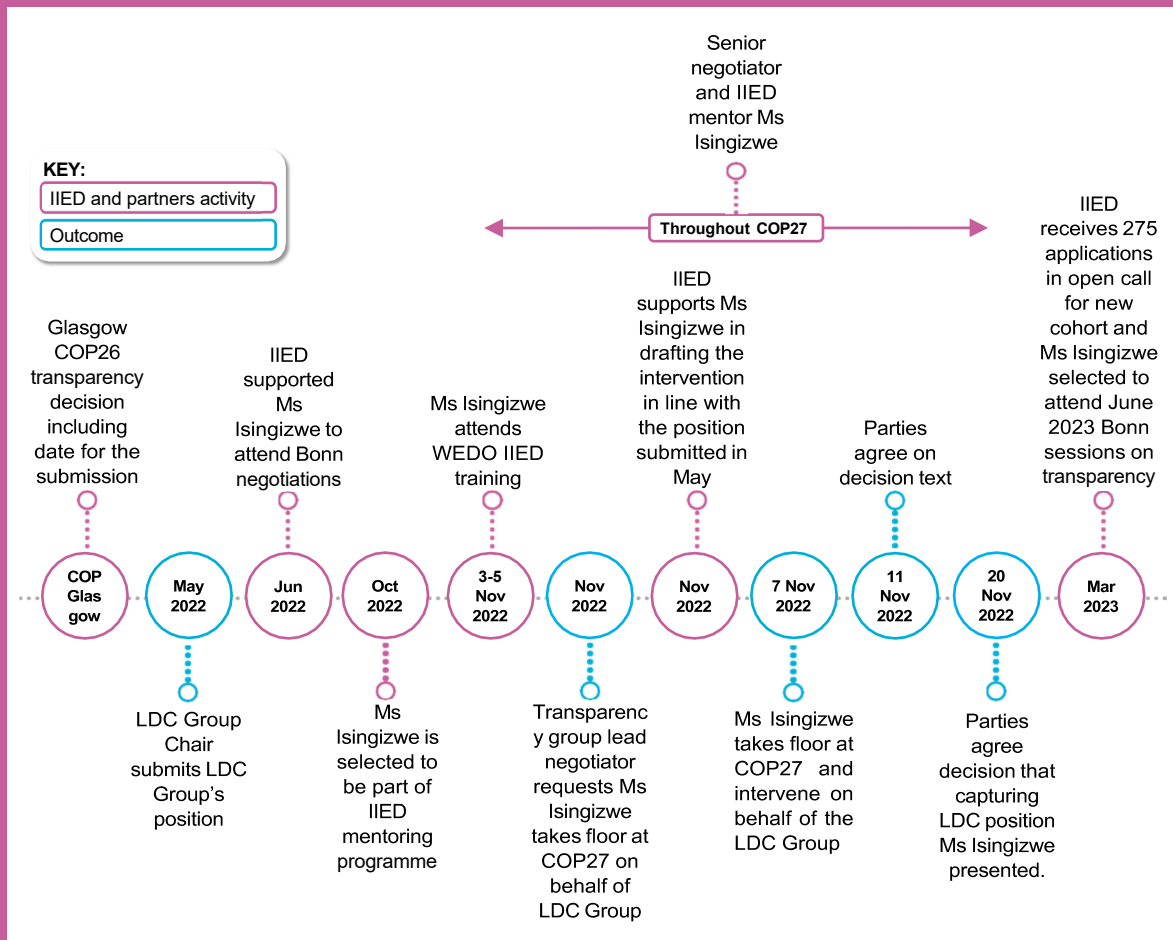 Senior
negotiator
and IIED
mentor Ms
Isingizwe
KEY:
IIED and partners activity
Outcome
Throughout COP27
Glasgow
COP26
transparency
decision
including
date for the
submission
IIED
supported
Ms
Isingizwe to
attend Bonn
negotiations
Ms Isingizwe
attends
WEDO IIED
training
IIED
supports Ms
Isingizwe in
drafting the
intervention
in line with
the position
submitted in
May
Parties
agree on
decision text
IIED
receives 275
applications
in open call
for new
cohort and
Ms Isingizwe
selected to
attend June
2023 Bonn
sessions on
transparency
COP
Glas
gow
May
2022
Jun
2022
Oct
2022
3-5
Nov
2022
Nov
2022
Nov
2022
7 Nov
2022
11
Nov
2022
20
Nov
2022
Mar
2023
LDC Group
Chair
submits LDC
Group's
position
Ms
Isingizwe is
selected to
be part of
IIED
mentoring
programme
Transparenc
y group lead
negotiator
requests Ms
Isingizwe
takes floor at
COP27 on
behalf of
LDC Group
Ms Isingizwe
takes floor at
COP27 and
intervene on
behalf of the
LDC Group
Parties
agree
decision that
capturing
LDC position
Ms Isingizwe
presented.